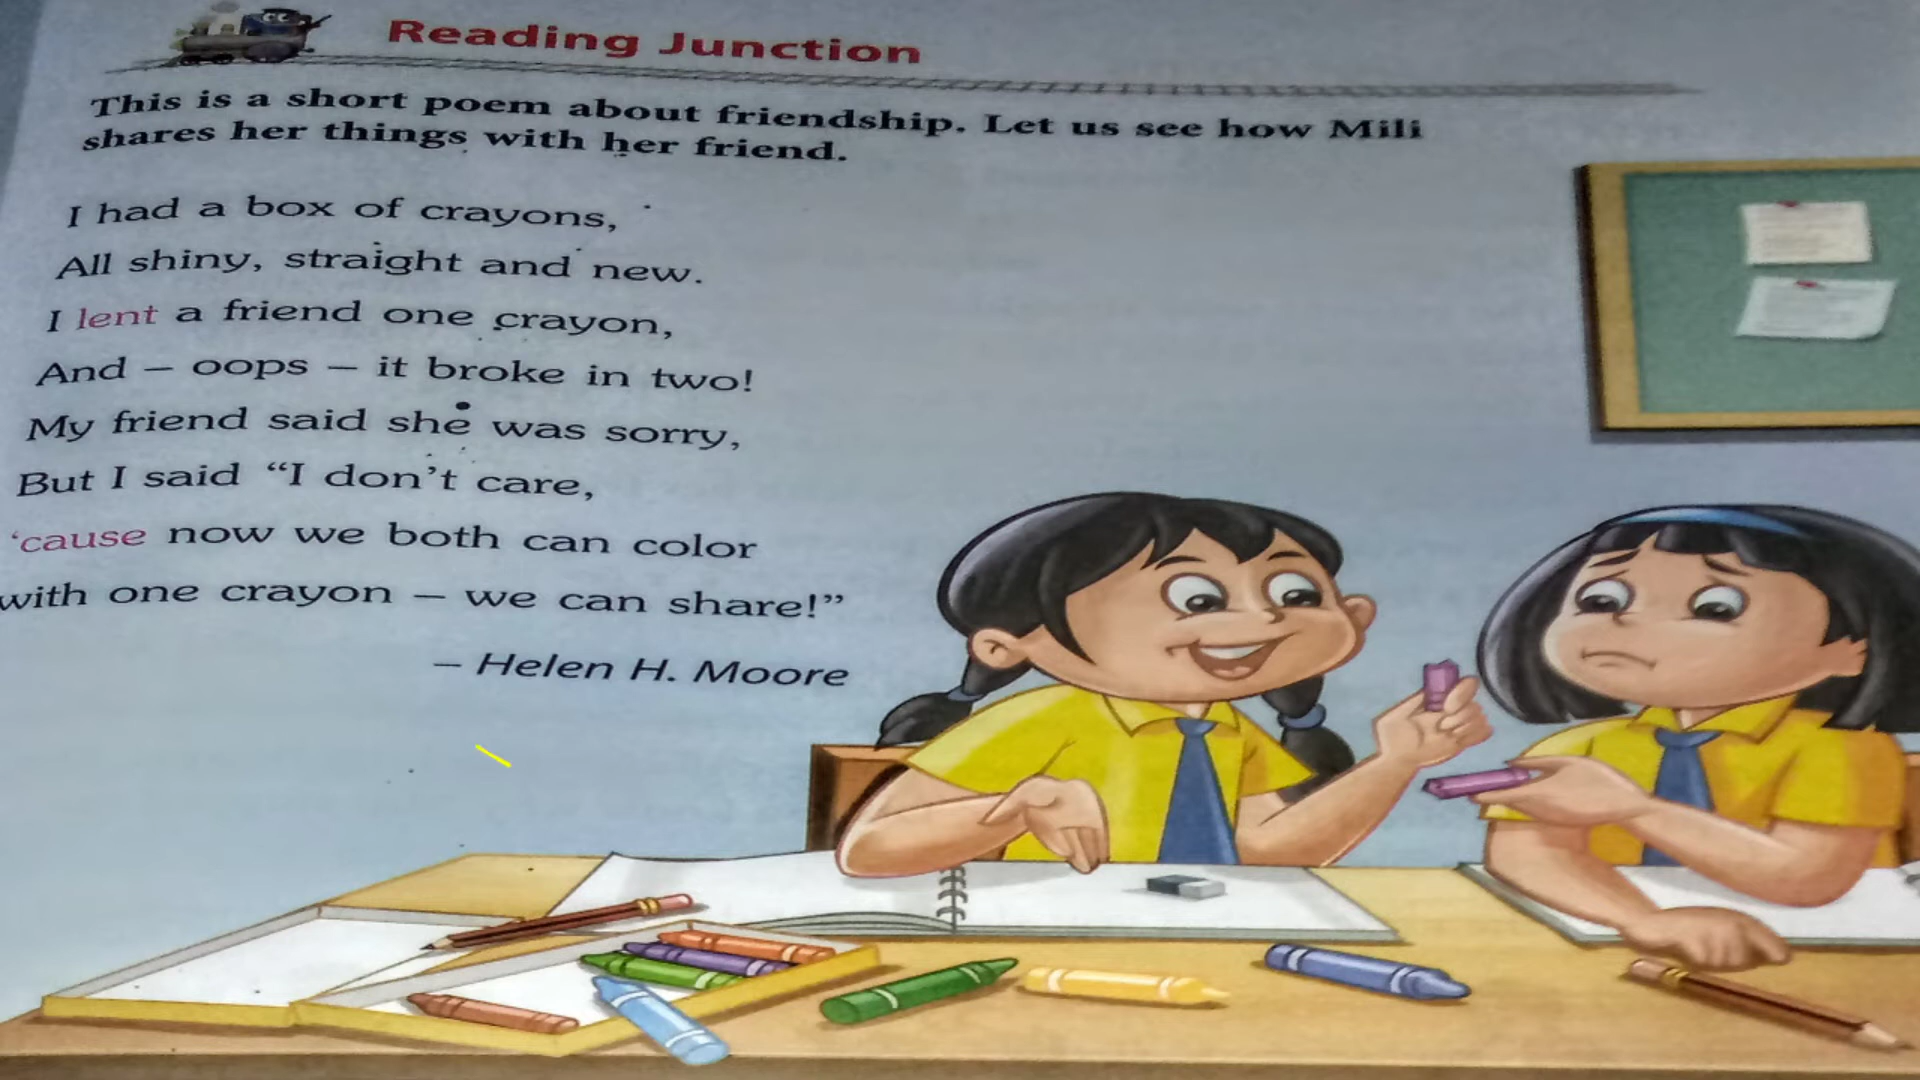 Reading Junction
This is a short poem about friendship. Let us see how Mili
shares her things with her friend.
I had a box of crayons,
All shiny, straight and new.
I lent a friend one crayon,
And – oops – it broke in two!
My friend said she was sorry,
But I said “I don’t care,
‘cause now we both can color
with one crayon – we can share!”
– Helen H. Moore